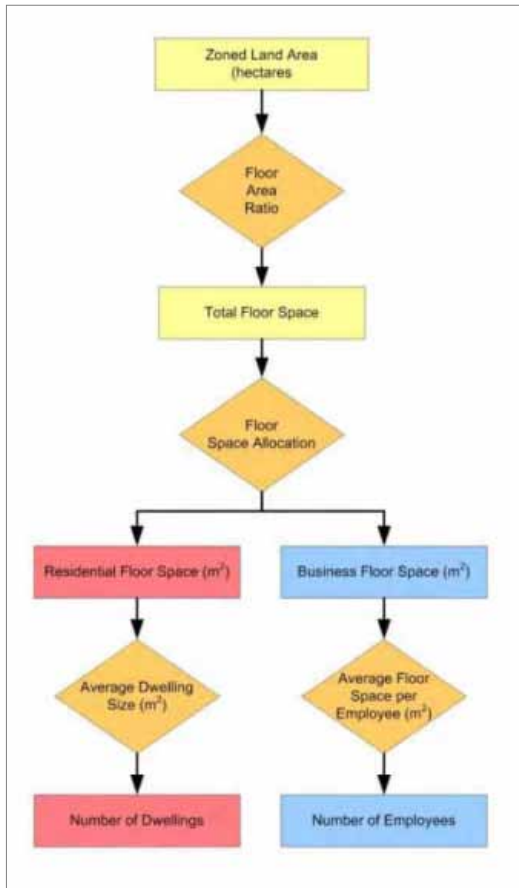 Zoned Land Area
(hectares
Floor
Area
Ratio
Total Floor Space
Floor
Space Allocation
Residential Floor Space (m²)
Business Floor Space (m²)
Average Dwelling
Size (m²)
Average Floor
Space per
Employee (m²)
Number of Dwellings
Number of Employees